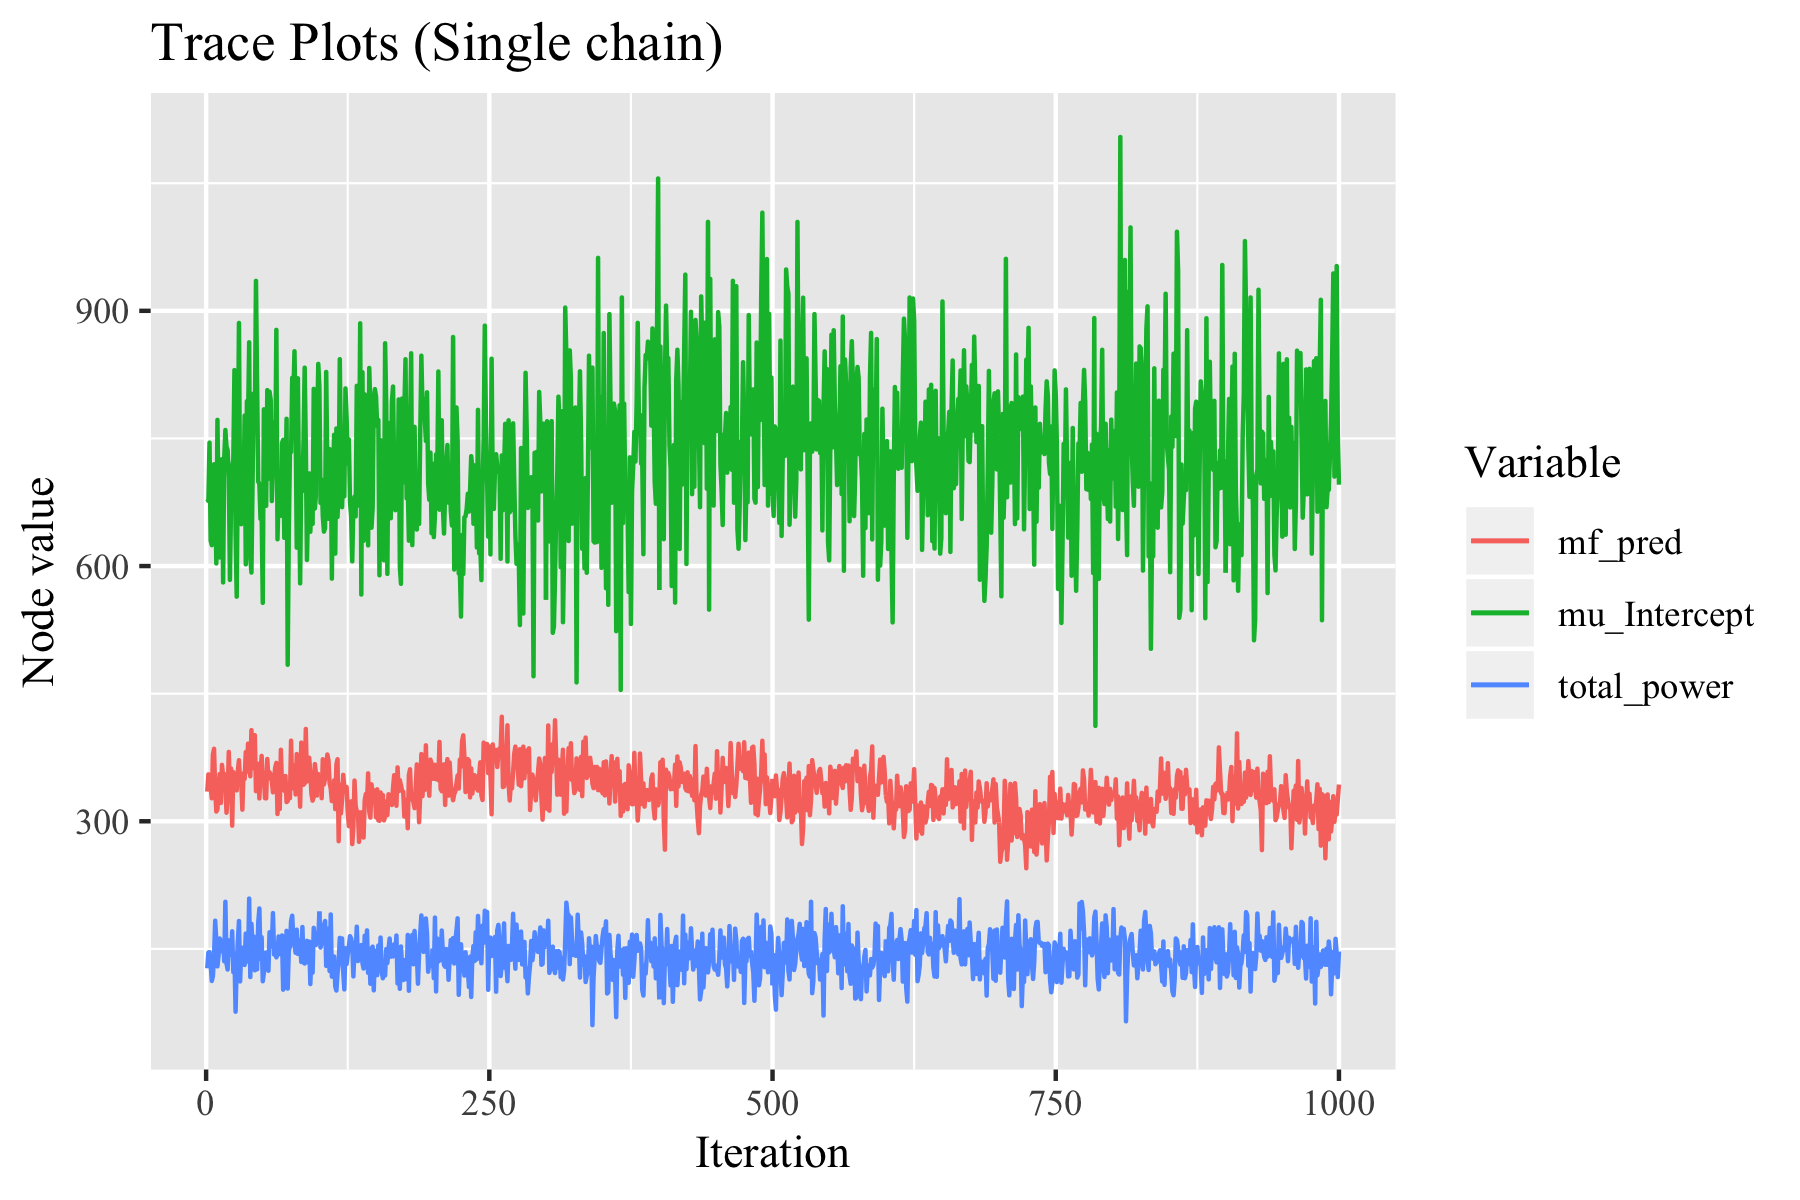 Trace Plots (Single chain)
Node value
900
600
300
0 250 500 750 1000
Iteration
Variable
mf_pred
mu_Intercept
total_power